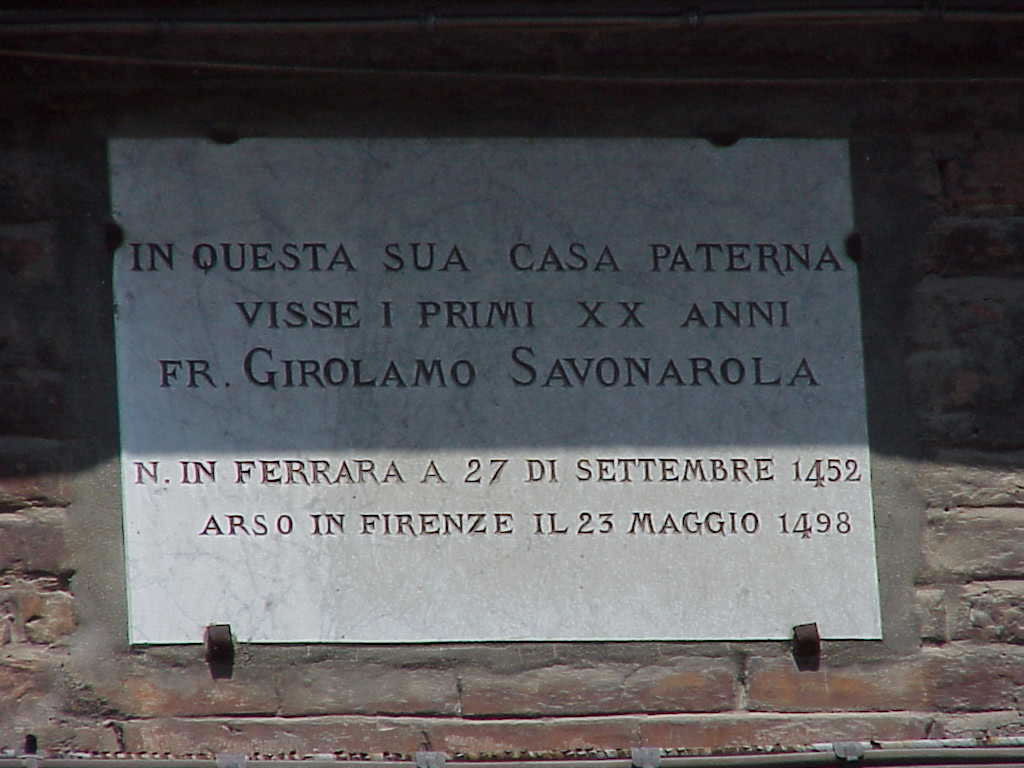 IN QUESTA SUA CASA PATERNA
VISSE I PRIMI XX ANNI
FR. GIROLAMO SAVONAROLA
N. IN FERRARA A 27 DI SETTEMBRE 1452
ARSO IN FIRENZE IL 23 MAGGIO 1498